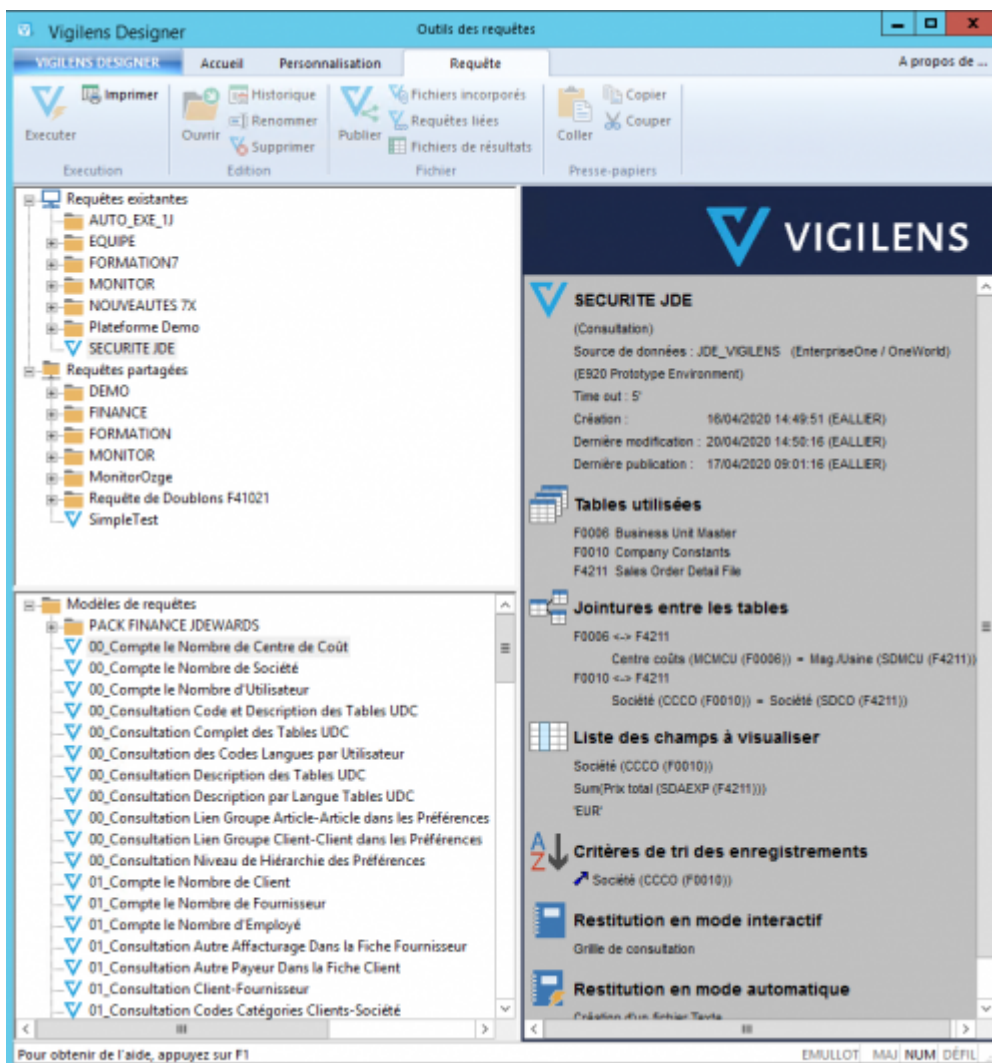 Vigilens Designer
Outils des requêtes
VIGILENS DESIGNER Accueil Personnalisation Requête A propos de ...
Executer
Imprimer
Execution
Ouvrir
Historique
Renommer
Supprimer
Edition
Publier
Fichiers incorporés
Requêtes liées
Fichiers de résultats
Fichier
Coller
Copier
Couper
Presse-papiers
Requêtes existantes
AUTO_EXE_1J
EQUIPE
FORMATION7
MONITOR
NOUVEAUTES 7X
Plateforme Demo
SECURITE JDE
Requêtes partagées
DEMO
FINANCE
FORMATION
MONITOR
MonitorOzge
Requête de Doublons F41021
SimpleTest
Modèles de requêtes
PACK FINANCE JDEWARDS
00_Compte le Nombre de Centre de Coût
00_Compte le Nombre de Société
00_Compte le Nombre d'Utilisateur
00_Consultation Code et Description des Tables UDC
00_Consultation Complet des Tables UDC
00_Consultation des Codes Langues par Utilisateur
00_Consultation Description des Tables UDC
00_Consultation Description par Langue Tables UDC
00_Consultation Lien Groupe Article-Article dans les Préférences
00_Consultation Lien Groupe Client-Client dans les Préférences
00_Consultation Niveau de Hiérarchie des Préférences
01_Compte le Nombre de Client
01_Compte le Nombre de Fournisseur
01_Compte le Nombre d'Employé
01_Consultation Autre Affacturage Dans la Fiche Fournisseur
01_Consultation Autre Payeur Dans la Fiche Client
01_Consultation Client-Fournisseur
01_Consultation Codes Catégories Clients-Société
VIGILENS
SECURITE JDE
(Consultation)
Source de données : JDE_VIGILENS (EnterpriseOne / OneWorld)
(E920 Prototype Environment)
Time out : 5'
Création : 16/04/2020 14:49:51 (EALLIER)
Dernière modification : 20/04/2020 14:50:16 (EALLIER)
Dernière publication : 17/04/2020 09:01:16 (EALLIER)
Tables utilisées
F0006 Business Unit Master
F0010 Company Constants
F4211 Sales Order Detail File
Jointures entre les tables
F0006 <-> F4211
Centre coûts (MCMCU (F0006)) = Mag./Usine (SDMCU (F4211))
F0010 <-> F4211
Société (CCCO (F0010)) = Société (SDCO (F4211))
Liste des champs à visualiser
Société (CCCO (F0010))
Sum(Prix total (SDAEXP (F4211)))
'EUR'
Critères de tri des enregistrements
Société (CCCO (F0010))
Restitution en mode interactif
Grille de consultation
Restitution en mode automatique
Création d'un fichier Texte
Pour obtenir de l'aide, appuyez sur F1
EMULLOT MAJ NUM DÉFIL